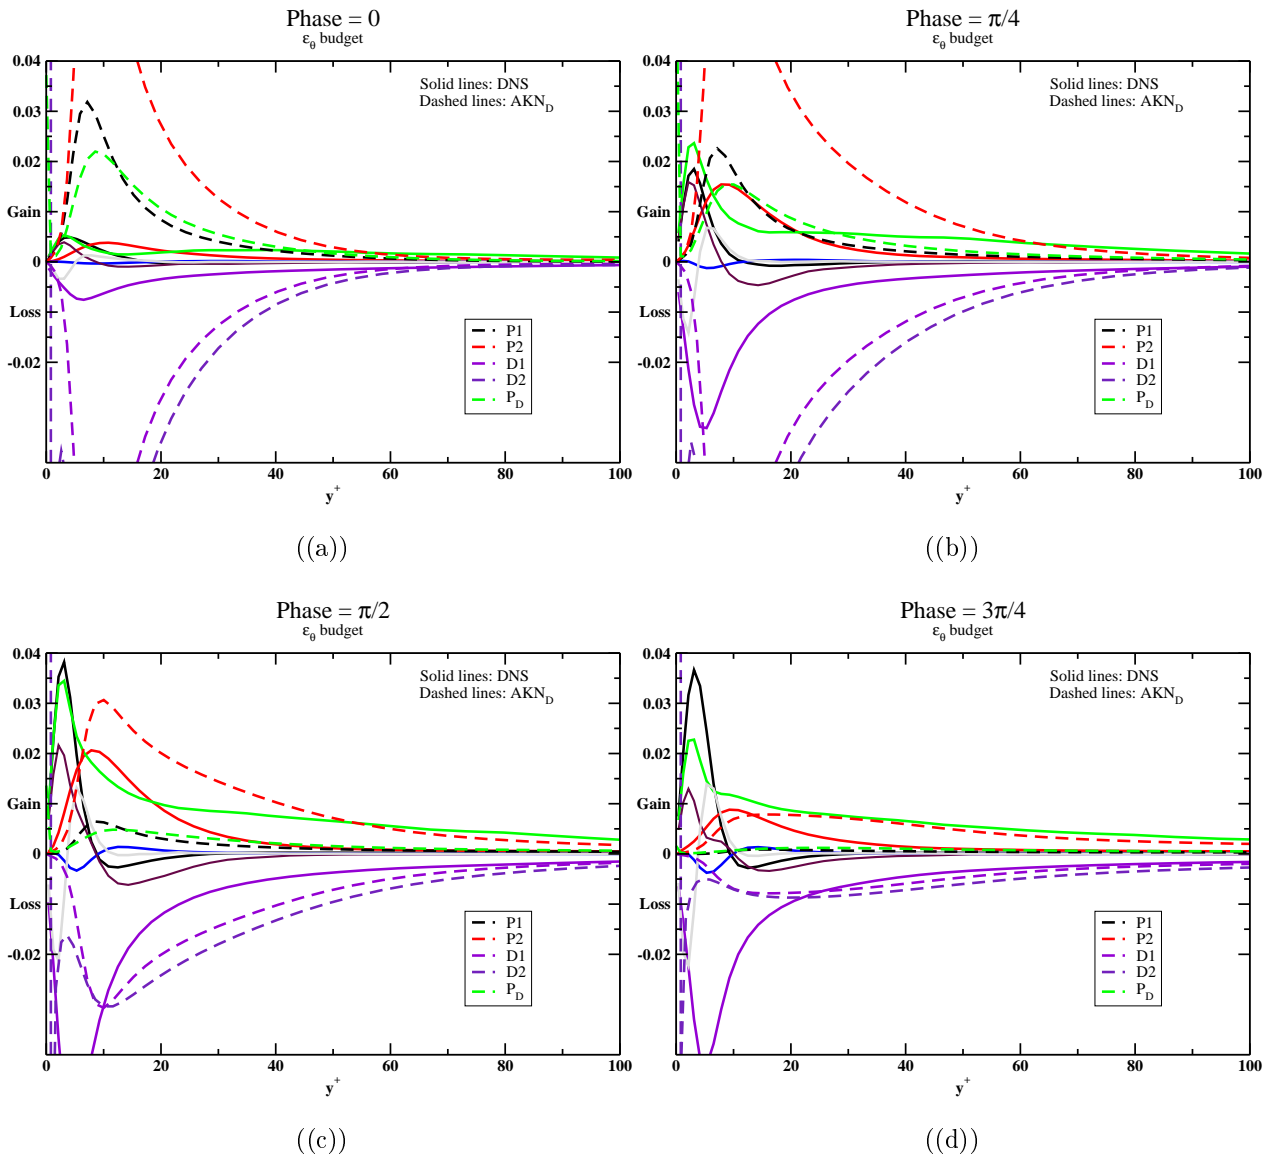 Phase = 0
εθ budget
Solid lines: DNS
Dashed lines: AKND
0.04
0.03
0.02
Gain
0
Loss
-0.02
P1
P2
D1
D2
PD
0 20 40 60 80 100
y+
((a))
Phase = π/4
εθ budget
Solid lines: DNS
Dashed lines: AKND
0.04
0.03
0.02
Gain
0
Loss
-0.02
P1
P2
D1
D2
PD
0 20 40 60 80 100
y+
((b))
Phase = π/2
εθ budget
Solid lines: DNS
Dashed lines: AKND
0.04
0.03
0.02
Gain
0
Loss
-0.02
P1
P2
D1
D2
PD
0 20 40 60 80 100
y+
((c))
Phase = 3π/4
εθ budget
Solid lines: DNS
Dashed lines: AKND
0.04
0.03
0.02
Gain
0
Loss
-0.02
P1
P2
D1
D2
PD
0 20 40 60 80 100
y+
((d))